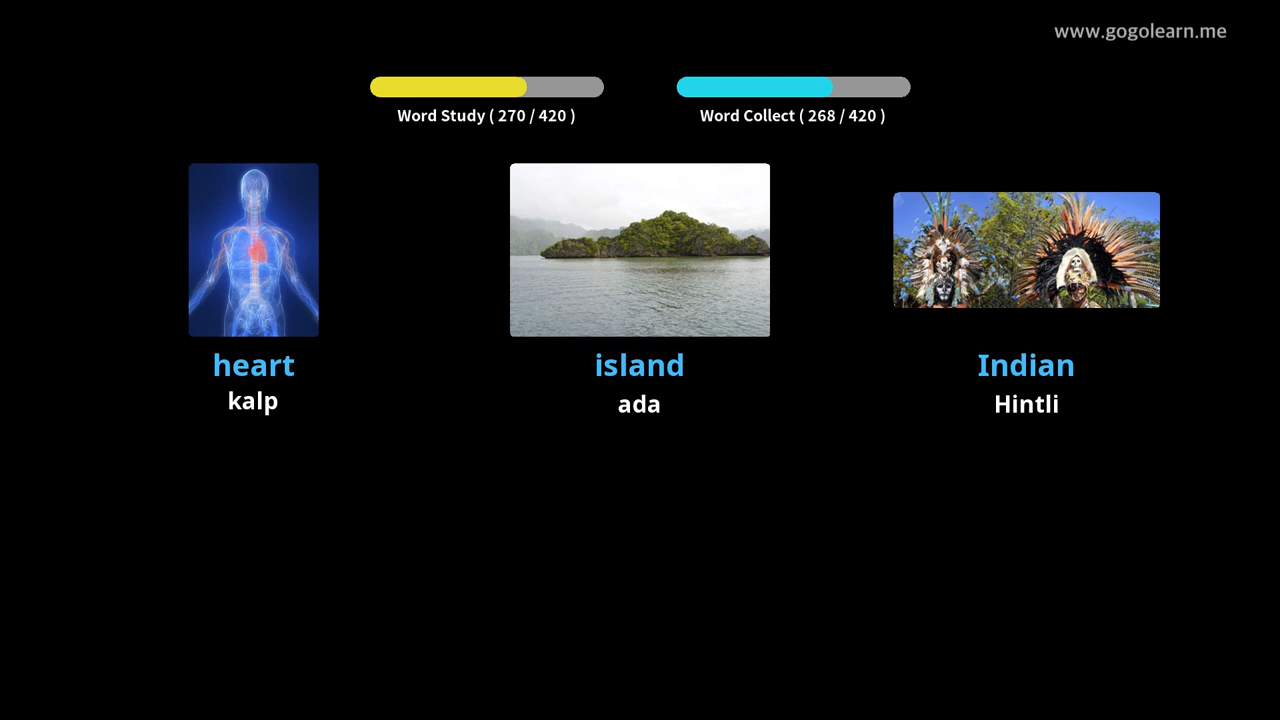 www.gogolearn.me
Word Study ( 270 / 420 )
Word Collect ( 268 / 420 )
heart
kalp
island
ada
Indian
Hintli